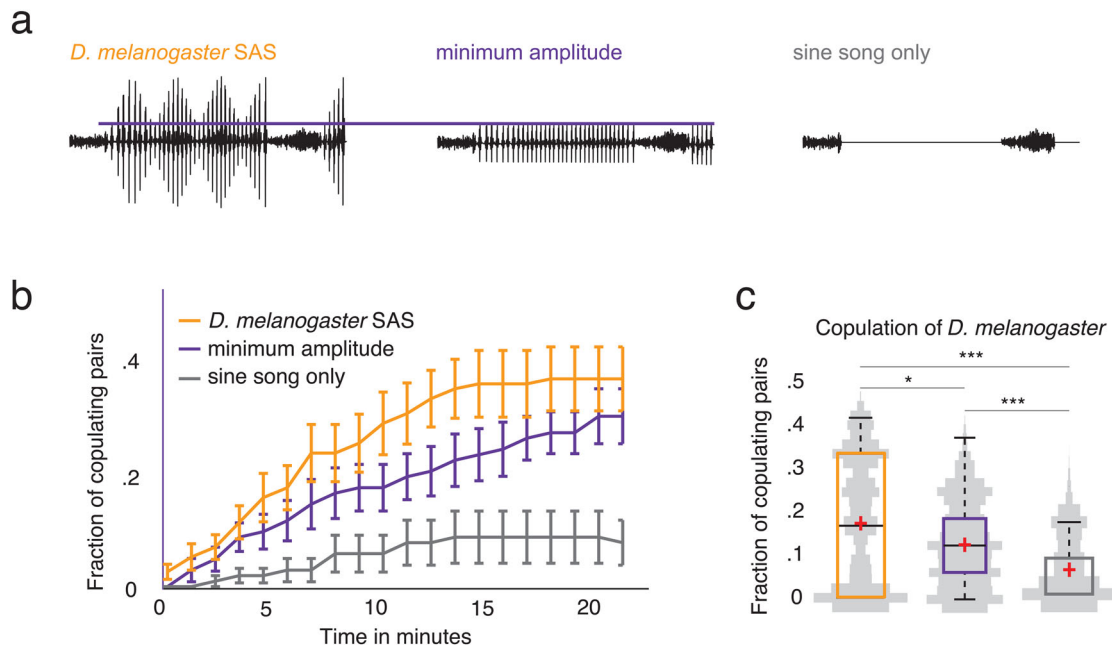 a
D. melanogaster SAS
minimum amplitude
sine song only
b
Fraction of copulating pairs
.4
.2
0
D. melanogaster SAS
minimum amplitude
sine song only
0 5 10 15 20
Time in minutes
c
Copulation of D. melanogaster
Fraction of copulating pairs
.5
.4
.3
.2
.1
0
***
*
***